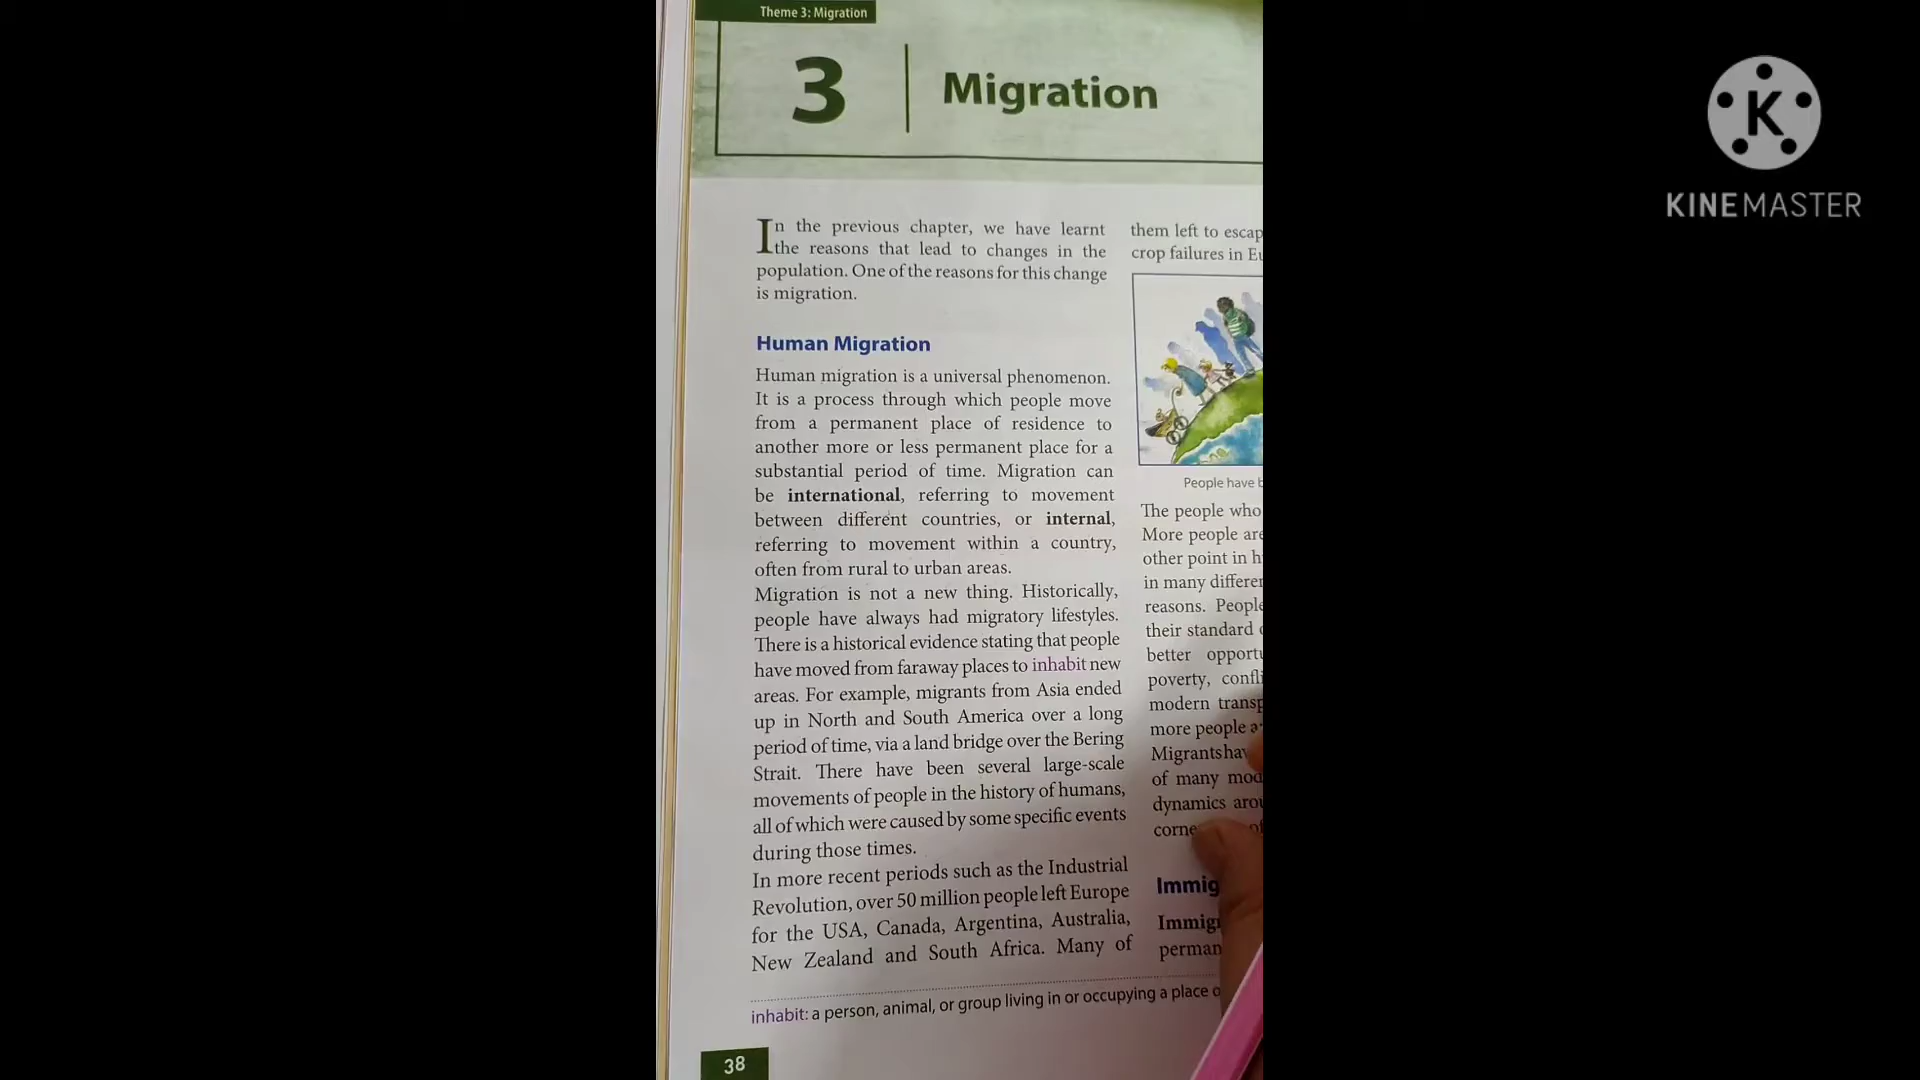 Theme 3: Migration
3
Migration
In the previous chapter, we have learnt
the reasons that lead to changes in the
population. One of the reasons for this change
is migration.
Human Migration
Human migration is a universal phenomenon.
It is a process through which people move
from a permanent place of residence to
another more or less permanent place for a
substantial period of time. Migration can
be international, referring to movement
between different countries, or internal,
referring to movement within a country,
often from rural to urban areas.
Migration is not a new thing. Historically,
people have always had migratory lifestyles.
There is a historical evidence stating that people
have moved from faraway places to inhabit new
areas. For example, migrants from Asia ended
up in North and South America over a long
period of time, via a land bridge over the Bering
Strait. There have been several large-scale
movements of people in the history of humans,
all of which were caused by some specific events
during those times.
In more recent periods such as the Industrial
Revolution, over 50 million people left Europe
for the USA, Canada, Argentina, Australia,
New Zealand and South Africa. Many of
them left to
crop failures in
People have
The people who
More people are
other point in
in many
reasons.
their standard
better
poverty,
modern
more people
Migrants
of many
dynamics
inhabit: a person, animal, or group living in or occupying a place
38
KINEMASTER